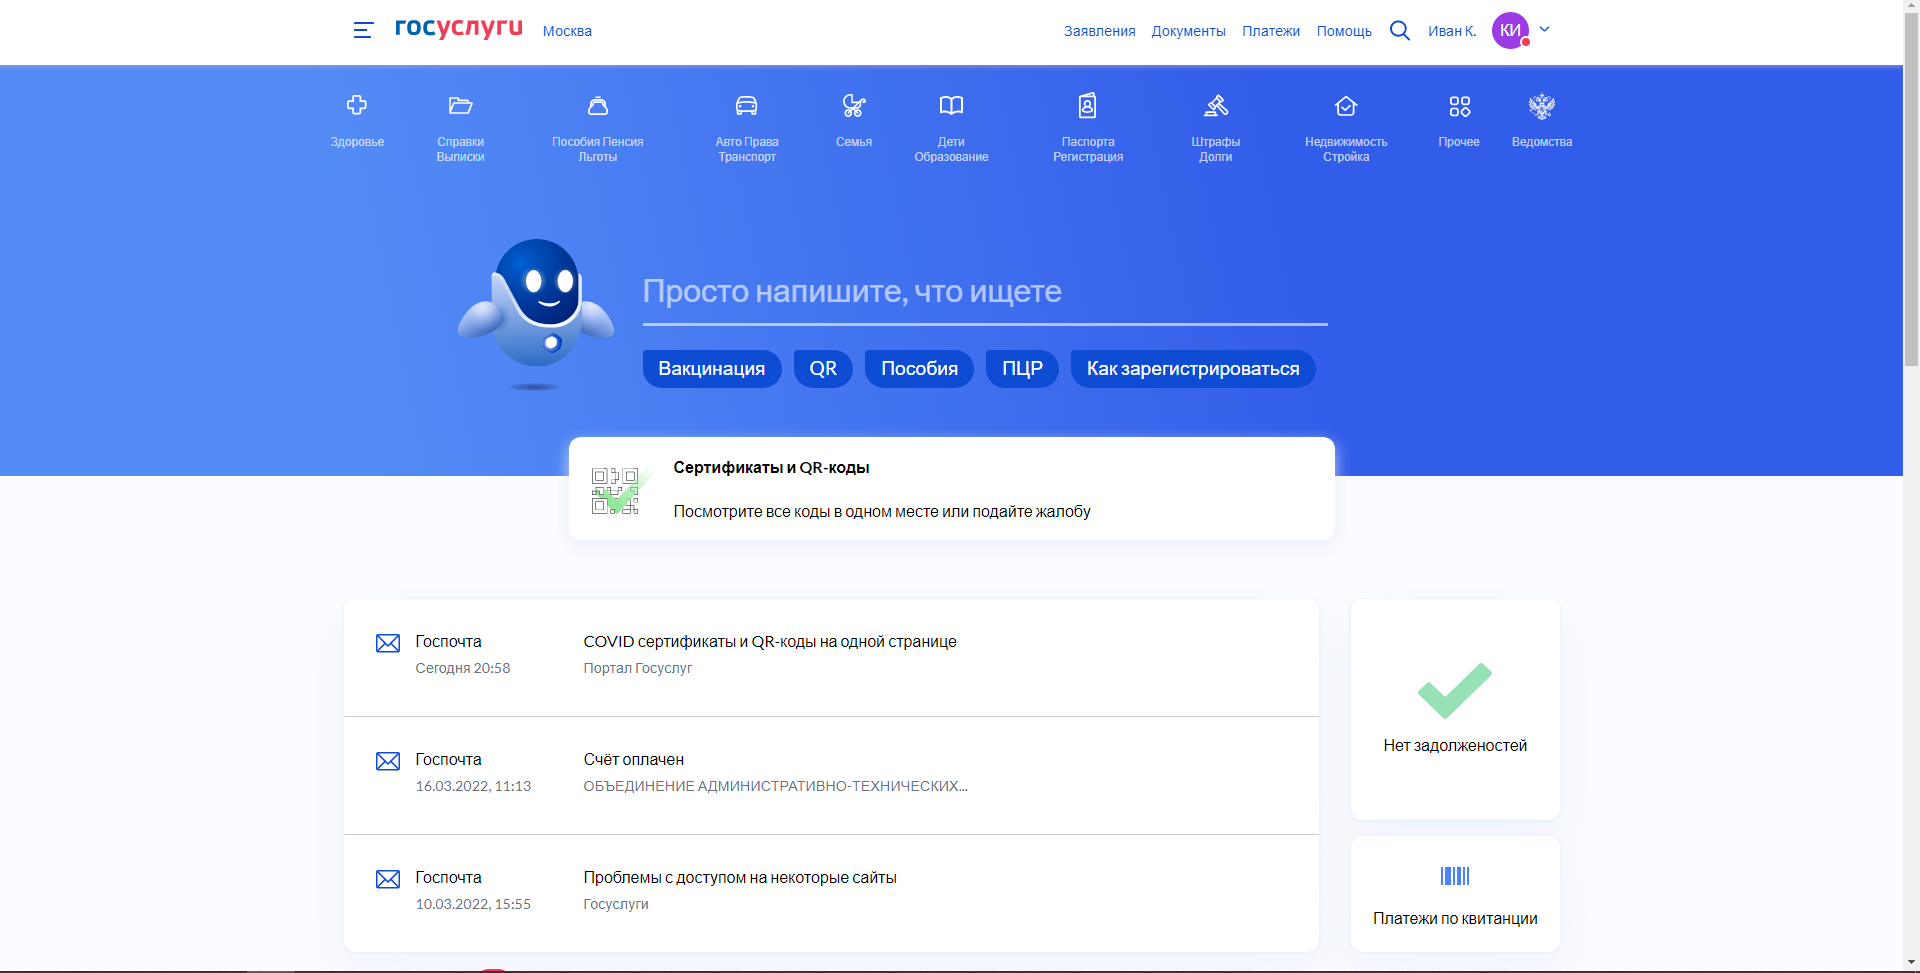 госуслуги
Москва
Заявления
Документы
Платежи
Помощь
Иван К.
КИ
Здоровье
Справки
Выписки
Пособия Пенсия
Льготы
Авто Права
Транспорт
Семья
Дети
Образование
Паспорта
Регистрация
Штрафы
Долги
Недвижимость
Стройка
Прочее
Ведомства
Просто напишите, что ищете
Вакцинация
QR
Пособия
ПЦР
Как зарегистрироваться
Сертификаты и QR-коды
Посмотрите все коды в одном месте или подайте жалобу
Госпочта
Сегодня 20:58
COVID сертификаты и QR-коды на одной странице
Портал Госуслуг
Госпочта
16.03.2022, 11:13
Счёт оплачен
ОБЪЕДИНЕНИЕ АДМИНИСТРАТИВНО-ТЕХНИЧЕСКИХ...
Госпочта
10.03.2022, 15:55
Проблемы с доступом на некоторые сайты
Госуслуги
Нет задолженостей
Платежи по квитанции